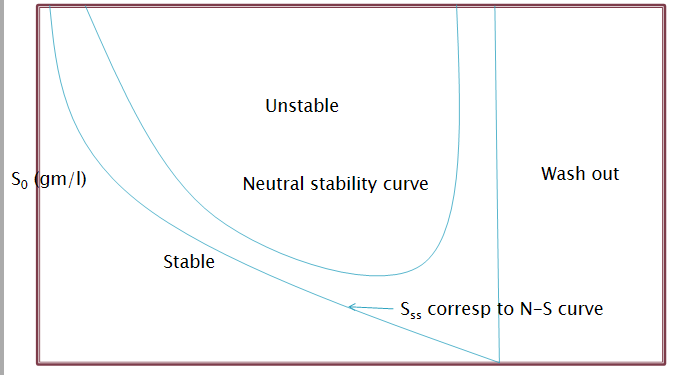 Unstable
S₀ (gm/l)
Neutral stability curve
Wash out
Stable
Sₛₛ corresp to N-S curve